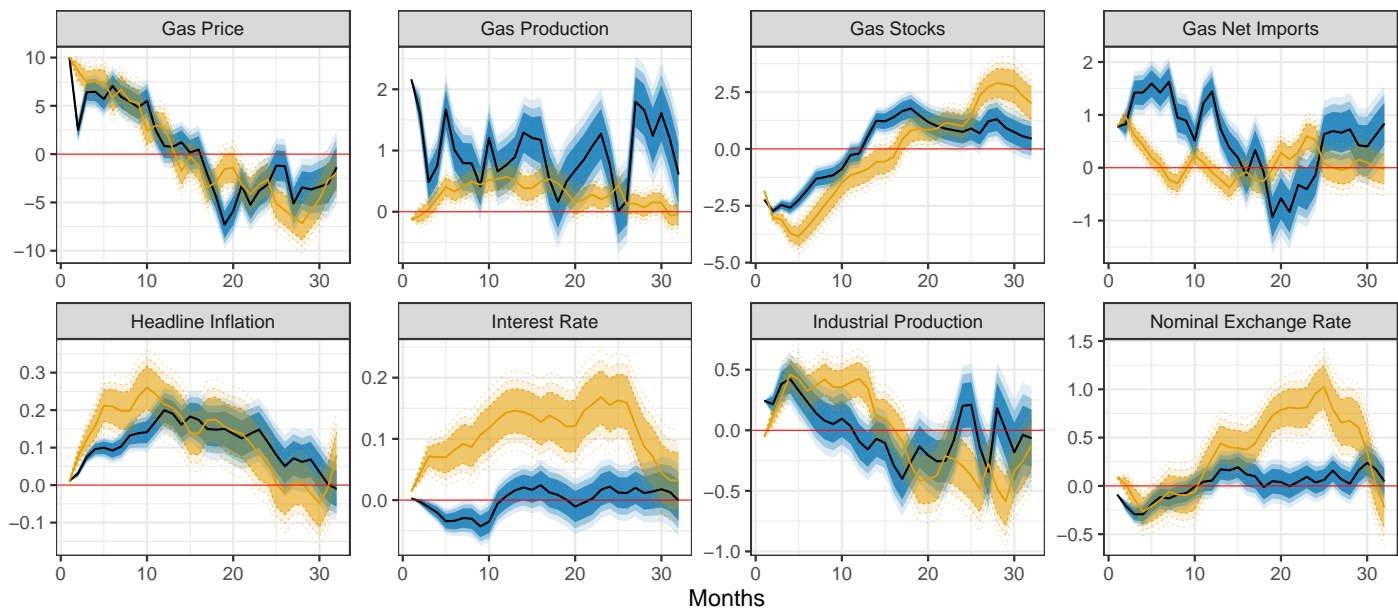 Gas Price
Gas Production
Gas Stocks
Gas Net Imports
10
5
0
−5
−10
2
1
0
2.5
0.0
−2.5
−5.0
2
1
0
−1
0 10 20 30
0 10 20 30
0 10 20 30
0 10 20 30
Headline Inflation
Interest Rate
Industrial Production
Nominal Exchange Rate
0.3
0.2
0.1
0.0
−0.1
0.2
0.1
0.0
0.5
0.0
−0.5
−1.0
1.5
1.0
0.5
0.0
−0.5
0 10 20 30
0 10 20 30
0 10 20 30
0 10 20 30
Months